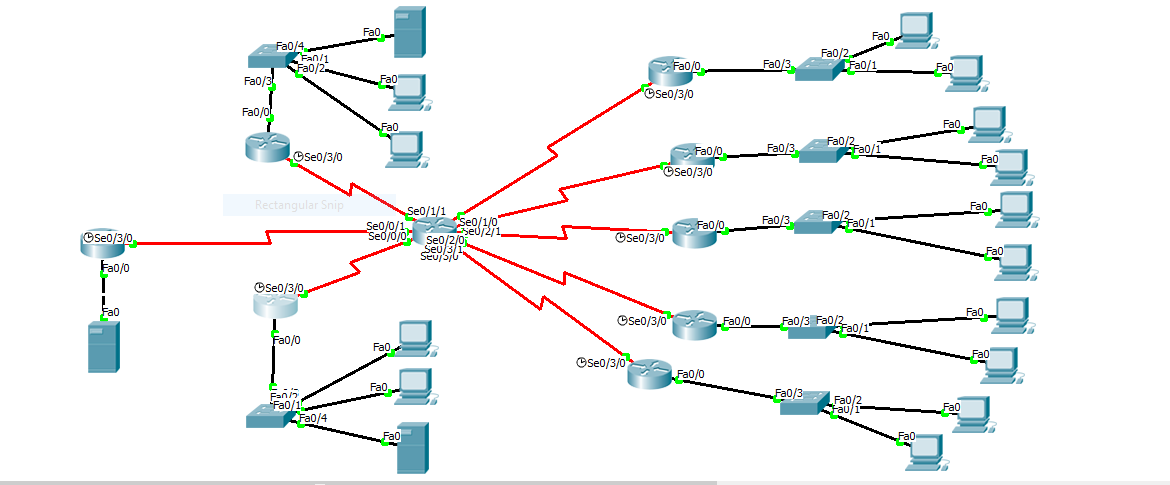 Fa0/4
Fa0
Fa0/1
Fa0/2
Fa0
Fa0/3
Fa0/0
Fa0
Se0/3/0
Rectangular Snip
Se0/3/0
Fa0/0
Fa0
Se0/1/1
Se0/0/1
Se0/0/0
Se0/1/0
Se0/2/1
Se0/2/0
Se0/3/1
Se0/3/0
Fa0/0
Fa0/1
Fa0/4
Fa0
Fa0
Fa0
Fa0/0
Se0/3/0
Fa0/3
Fa0/2
Fa0/1
Fa0
Fa0
Fa0/0
Se0/3/0
Fa0/3
Fa0/2
Fa0/1
Fa0
Fa0
Se0/3/0
Fa0/0
Fa0/3
Fa0/2
Fa0/1
Fa0
Fa0
Se0/3/0
Fa0/0
Fa0/3
Fa0/2
Fa0/1
Fa0
Fa0
Se0/3/0
Fa0/0
Fa0/3
Fa0/2
Fa0/1
Fa0
Fa0